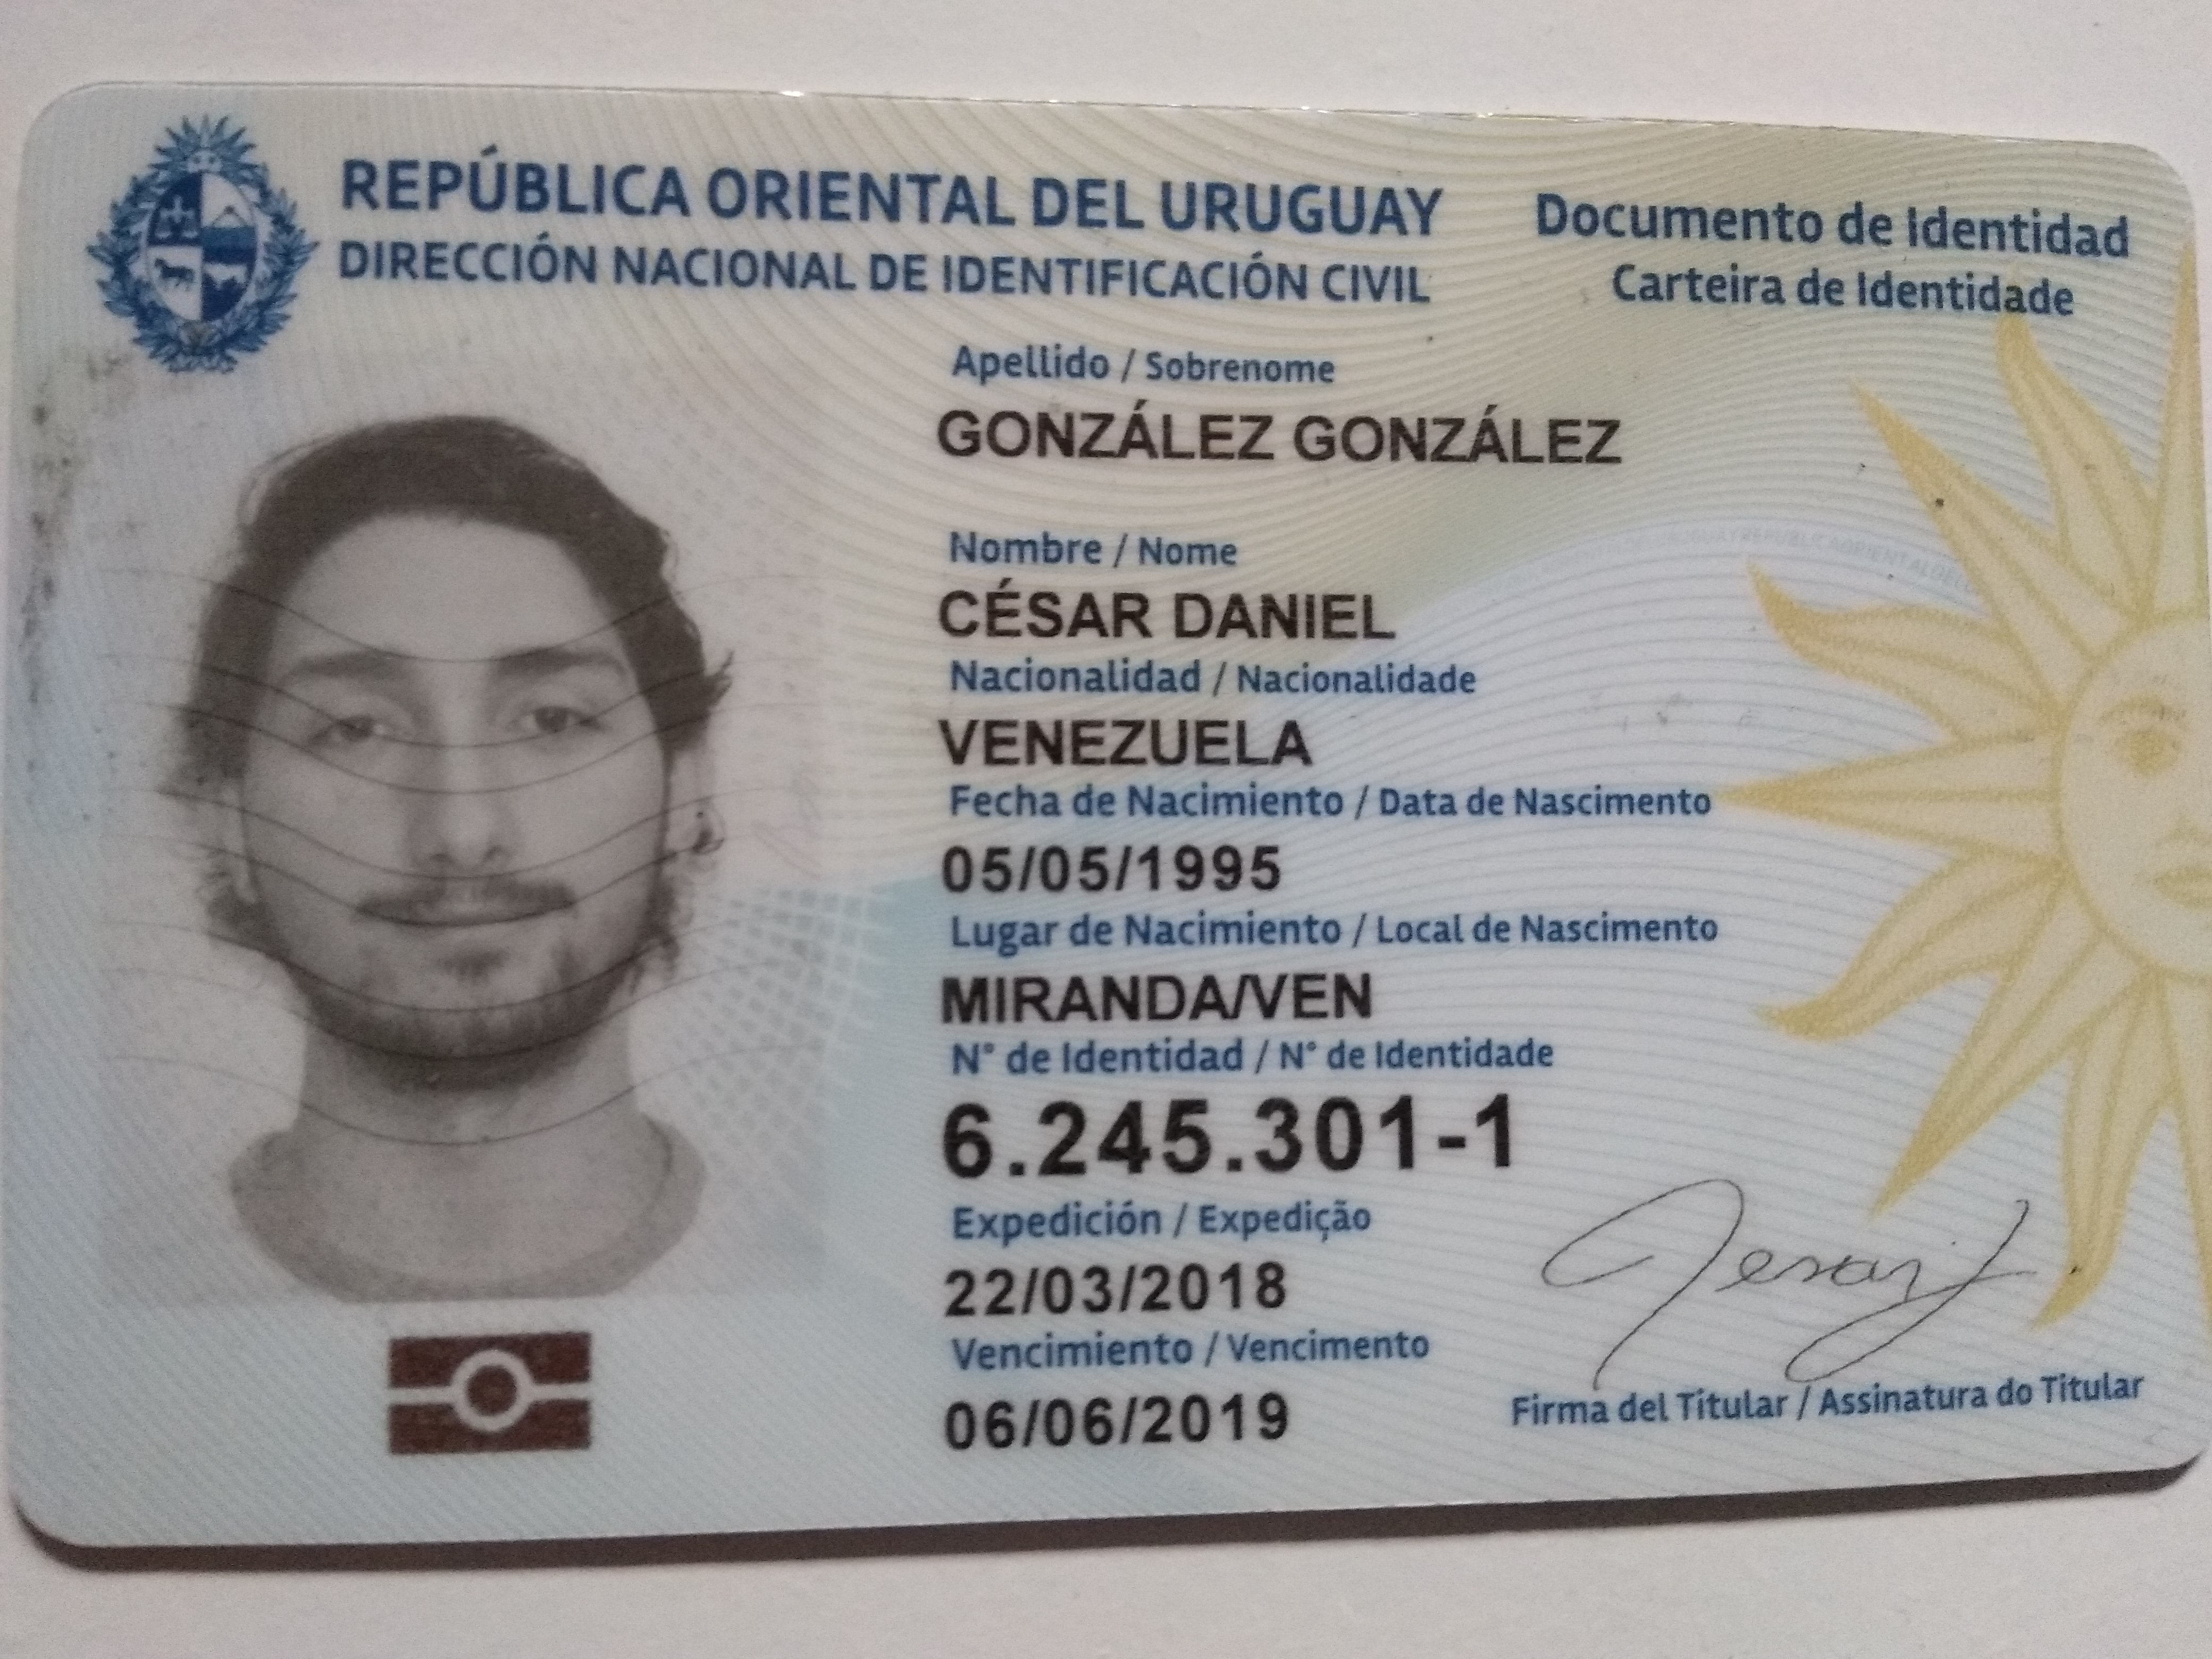 REPÚBLICA ORIENTAL DEL URUGUAY
DIRECCIÓN NACIONAL DE IDENTIFICACIÓN CIVIL
Documento de Identidad
Carteira de Identidade
Apellido / Sobrenome
GONZÁLEZ GONZÁLEZ
Nombre / Nome
CÉSAR DANIEL
Nacionalidad / Nacionalidade
VENEZUELA
Fecha de Nacimiento / Data de Nascimento
05/05/1995
Lugar de Nacimiento / Local de Nascimento
MIRANDA/VEN
N° de Identidad / N° de Identidade
6.245.301-1
Expedición / Expedição
22/03/2018
Vencimiento / Vencimento
06/06/2019
Firma del Titular / Assinatura do Titular